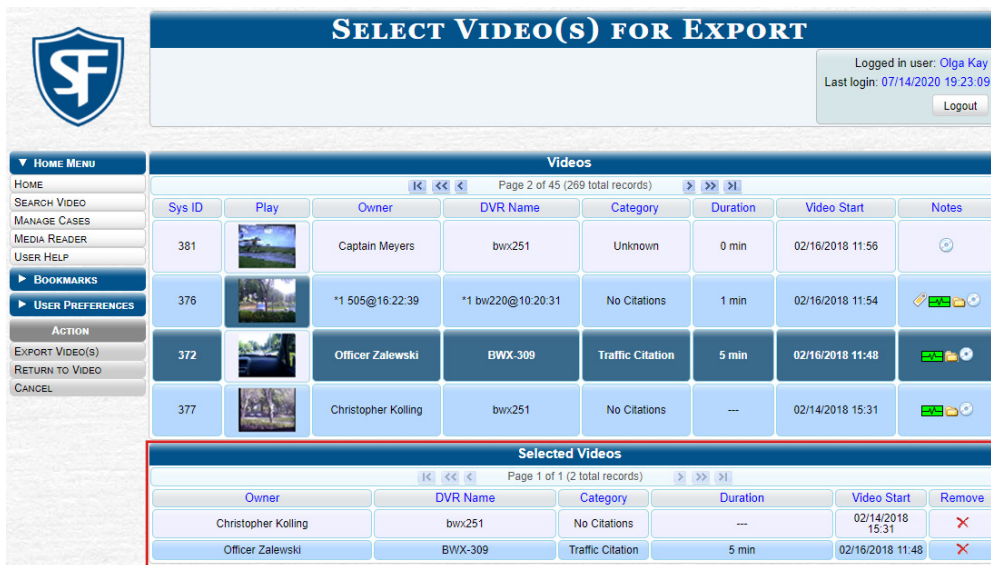 SELECT VIDEO(S) FOR EXPORT
SF
Logged in user: Olga Kay
Last login: 07/14/2020 19:23:09
Logout
▼ HOME MENU
HOME
SEARCH VIDEO
MANAGE CASES
MEDIA READER
USER HELP
▶ BOOKMARKS
▶ USER PREFERENCES
ACTION
EXPORT VIDEO(S)
RETURN TO VIDEO
CANCEL
Videos
Page 2 of 45 (269 total records)
Sys ID Play Owner DVR Name Category Duration Video Start Notes
381 Captain Meyers bwx251 Unknown 0 min 02/16/2018 11:56
376 *1 505@16:22:39 *1 bw220@10:20:31 No Citations 1 min 02/16/2018 11:54
372 Officer Zalewski BWX-309 Traffic Citation 5 min 02/16/2018 11:48
377 Christopher Kolling bwx251 No Citations --- 02/14/2018 15:31
Selected Videos
Page 1 of 1 (2 total records)
Owner DVR Name Category Duration Video Start Remove
Christopher Kolling bwx251 No Citations --- 02/14/2018
15:31
Officer Zalewski BWX-309 Traffic Citation 5 min 02/16/2018 11:48